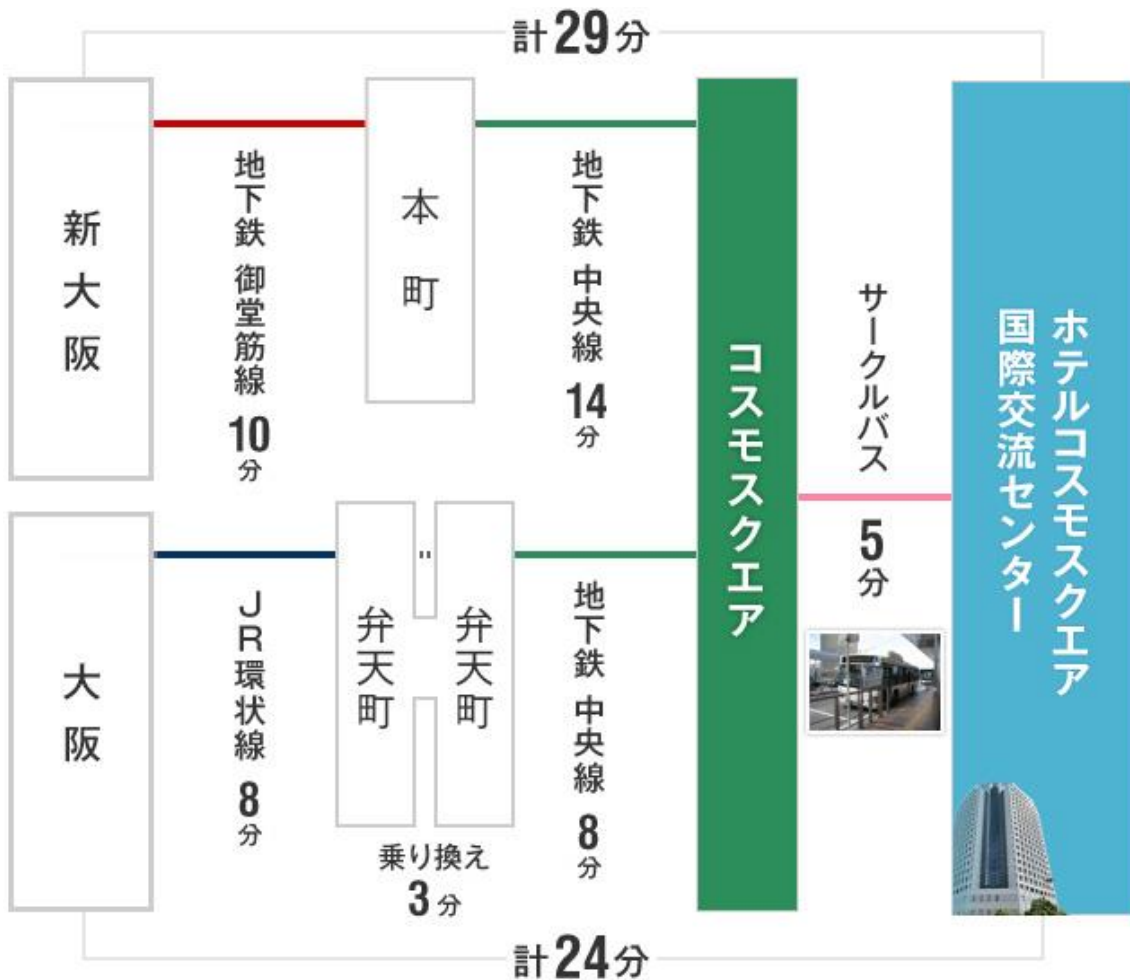 計29分
新大阪
地下鉄 御堂筋線 10分
本町
地下鉄 中央線 14分
大阪
JR環状線 8分
弁天町
弁天町
乗り換え
3分
地下鉄 中央線 8分
コスモスクエア
サークルバス
5分
ホテルコスモスクエア
国際交流センター
計24分